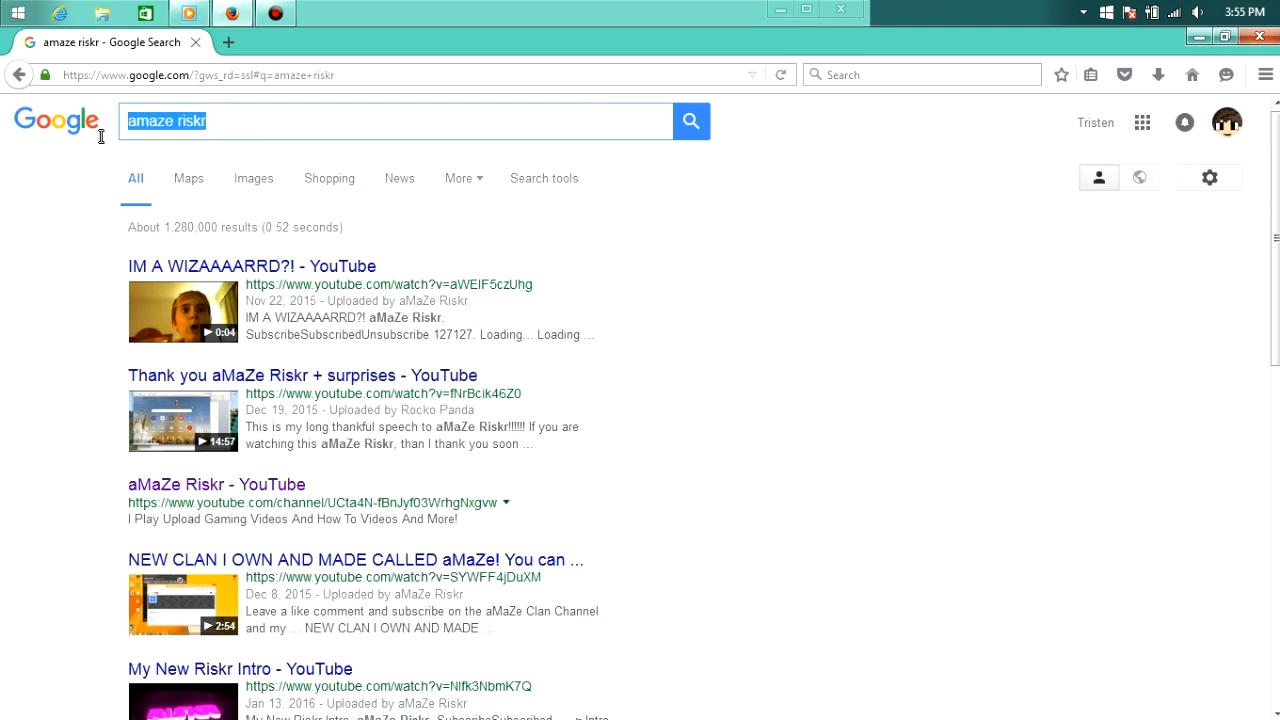 3:55 PM
amaze riskr - Google Search
https://www.google.com/?gws_rd=ssl#q=amaze+riskr
Search
Google
amaze riskr
Tristen
All Maps Images Shopping News More Search tools
About 1,280,000 results (0.52 seconds)
IM A WIZAAAARRD?! - YouTube
https://www.youtube.com/watch?v=aWEIF5czUhg
Nov 22, 2015 - Uploaded by aMaZe Riskr
IM A WIZAAAARRD?! aMaZe Riskr.
SubscribeSubscribedUnsubscribe 127127. Loading... Loading ...
0:04
Thank you aMaZe Riskr + surprises - YouTube
https://www.youtube.com/watch?v=fNrBcik46Z0
Dec 19, 2015 - Uploaded by Rocko Panda
This is my long thankful speech to aMaZe Riskr!!!!!! If you are
watching this aMaZe Riskr, than I thank you soon ...
14:57
aMaZe Riskr - YouTube
https://www.youtube.com/channel/UCta4N-fBnJyf03WrhgNxgvw
I Play Upload Gaming Videos And How To Videos And More!
NEW CLAN I OWN AND MADE CALLED aMaZe! You can ...
https://www.youtube.com/watch?v=SYWFF4jDuXM
Dec 8, 2015 - Uploaded by aMaZe Riskr
Leave a like comment and subscribe on the aMaZe Clan Channel
and my ... NEW CLAN I OWN AND MADE ...
2:54
My New Riskr Intro - YouTube
https://www.youtube.com/watch?v=NIfk3NbmK7Q
Jan 13, 2016 - Uploaded by aMaZe Riskr
My New Riskr Intro. aMaZe Riskr. SubscribeSubscribed